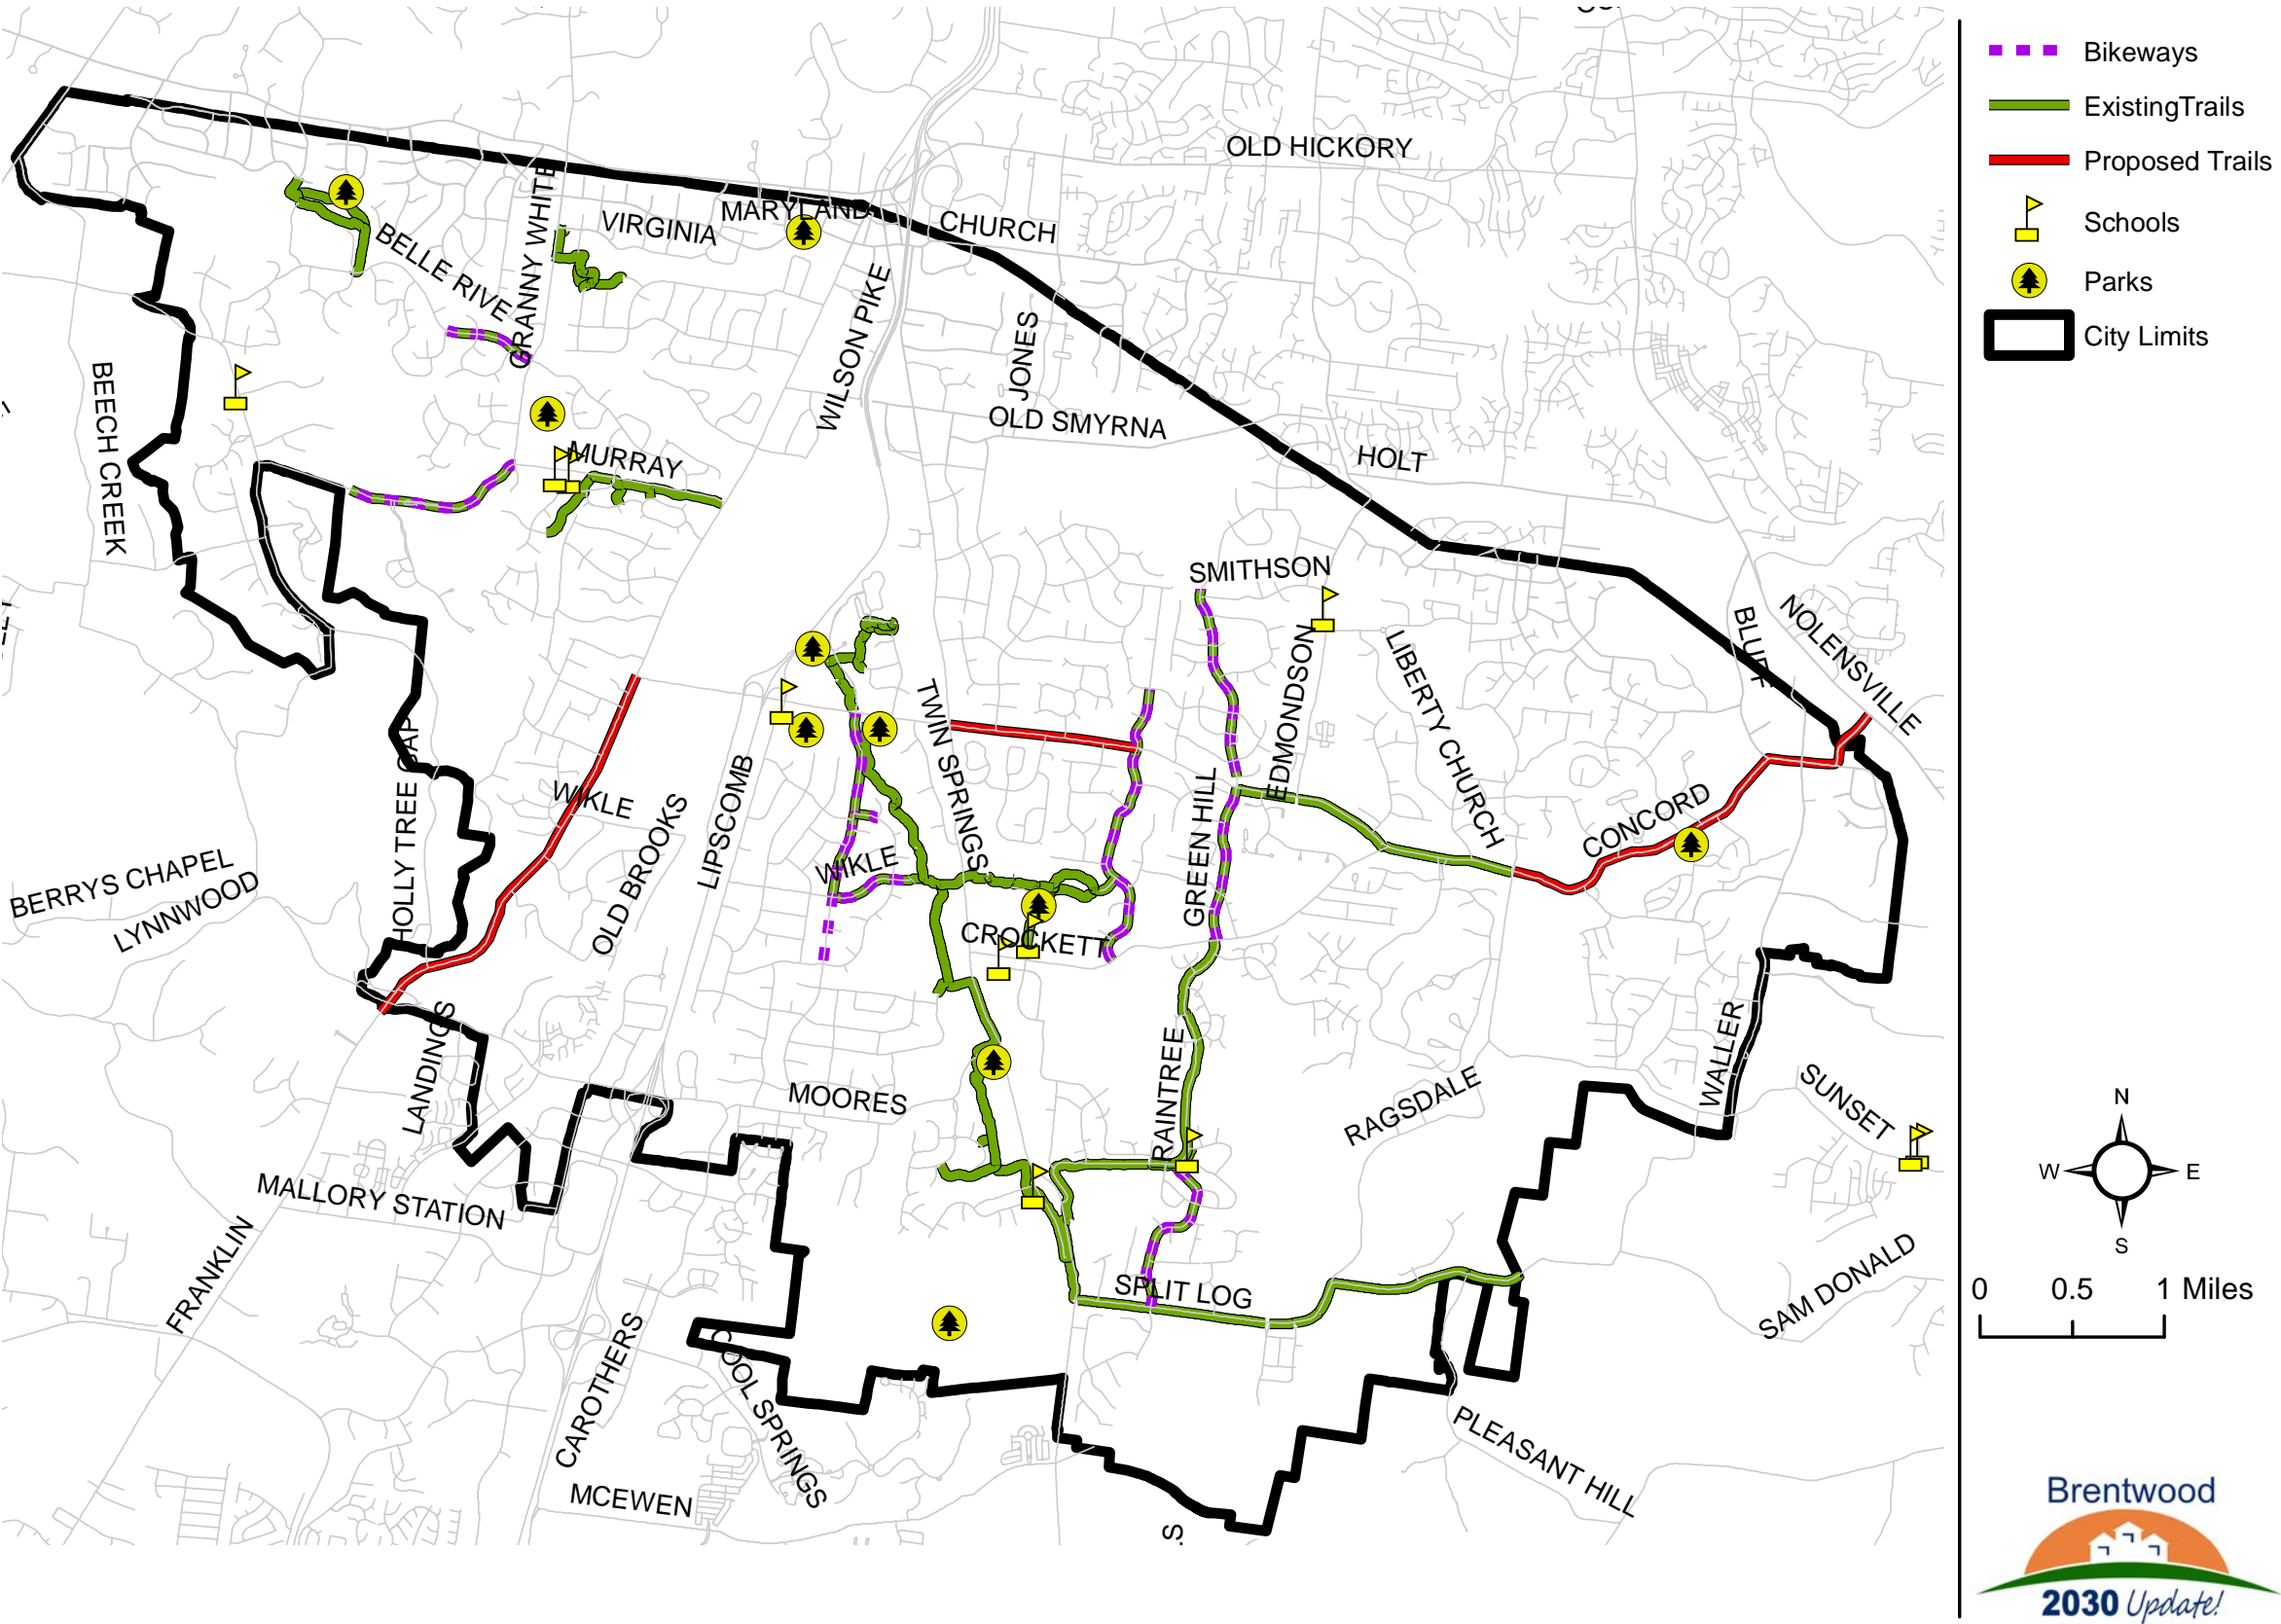 OLD HICKORY
GRANNY WHITE
VIRGINIA
MARYLAND
CHURCH
BELLE RIVE
WILSON PIKE
JONES
OLD SMYRNA
BEECH CREEK
MURRAY
HOLT
SMITHSON
EDMONDSON
LIBERTY CHURCH
BLUFF
NOLENSVILLE
TWIN SPRINGS
HOLLY TREE GAP
WIKLE
OLD BROOKS
LIPSCOMB
WIKLE
GREEN HILL
CONCORD
BERRYS CHAPEL
LYNNWOOD
CROCKETT
LANDINGS
MOORES
RAINTREE
RAGSDALE
WALLER
SUNSET
MALLORY STATION
FRANKLIN
SPLIT LOG
SAM DONALD
CAROTHERS
COOL SPRINGS
PLEASANT HILL
MCEWEN
S.
Bikeways
ExistingTrails
Proposed Trails
Schools
Parks
City Limits
N
W E
S
0 0.5 1 Miles
Brentwood
2030 Update!